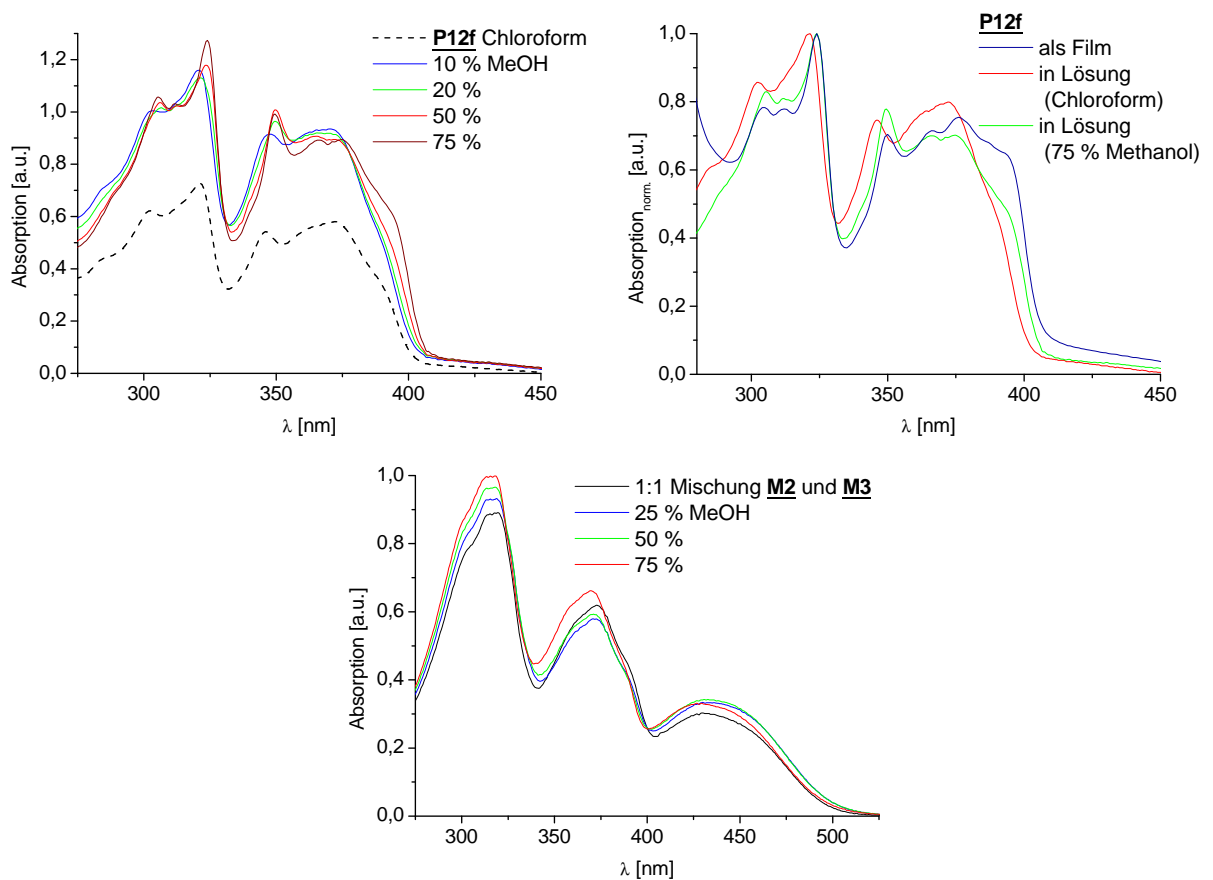 P12f Chloroform
10 % MeOH
20 %
50 %
75 %
1,2
1,0
0,8
0,6
0,4
0,2
0,0
Absorption [a.u.]
300
350
400
450
λ [nm]
P12f
als Film
in Lösung
(Chloroform)
in Lösung
(75 % Methanol)
1,0
0,8
0,6
0,4
0,2
0,0
Absorption norm. [a.u.]
300
350
400
450
λ [nm]
1:1 Mischung M2 und M3
25 % MeOH
50 %
75 %
1,0
0,8
0,6
0,4
0,2
0,0
Absorption [a.u.]
300
350
400
450
500
λ [nm]